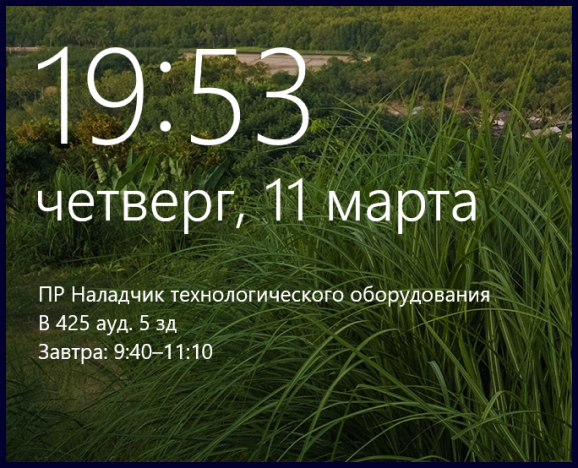 19:53
четверг, 11 марта
ПР Наладчик технологического оборудования
В 425 ауд. 5 зд
Завтра: 9:40–11:10